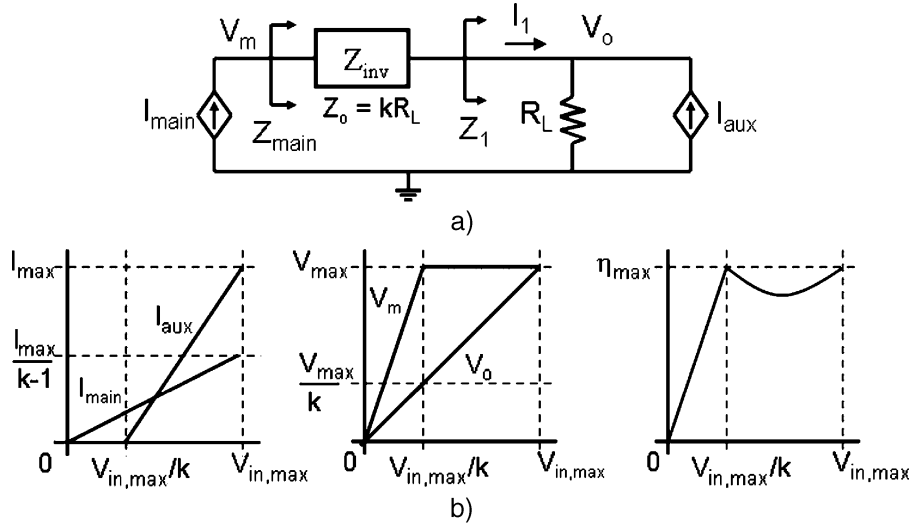 V_m
Z_inv
I_1
V_o
I_main
Z_o = kR_L
Z_main
Z_1
R_L
I_aux
a)
I_max
I_max/k-1
I_aux
I_main
0
V_in,max/k
V_in,max
V_max
V_m
V_max/k
V_o
0
V_in,max/k
V_in,max
η_max
0
V_in,max/k
V_in,max
b)